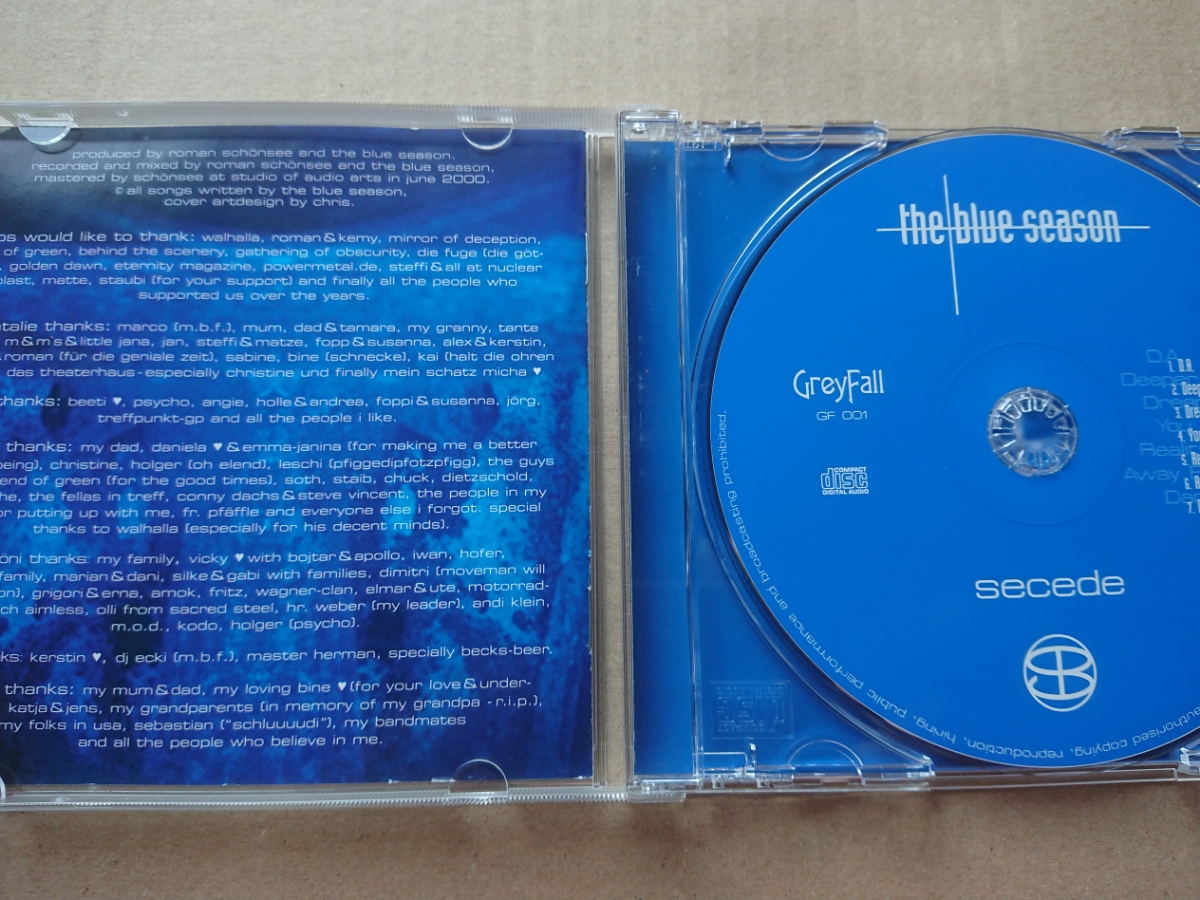 produced by roman schönsee and the blue season,
recorded and mixed by roman schönsee and the blue season,
mastered by schönsee at studio of audio arts in june 2000.
© all songs written by the blue season,
cover artdesign by chris.
would like to thank: walhalla, roman & kemy, mirror of deception,
of green, behind the scenery, gathering of obscurity, die fuge (die göt-
golden dawn, eternity magazine, powermetal.de, steffi & all at nuclear
blast, matte, staubi (for your support) and finally all the people who
supported us over the years.
thanks: marco (m.b.f.), mum, dad & tamara, my granny, tante
m & m`s & little jana, jan, steffi & matze, fopp & susanna, alex & kerstin,
roman (für die geniale zeit), sabine, bine (schnecke), kai (halt die ohren
das theaterhaus - especially christine und finally mein schatz micha ♥.
thanks: beeti ♥, psycho, angie, holle & andrea, foppi & susanna, jörg,
treffpunkt-gp and all the people i like.
thanks: my dad, daniela ♥ & emma-janina (for making me a better
being), christine, holger (oh elend), leschi (pfiggedipfotzpfigg), the guys
end of green (for the good times), soth, staib, chuck, dietzschold,
the fellas in treff, conny dachs & steve vincent, the people in my
for putting up with me, fr. pfäffle and everyone else i forgot. special
thanks to walhalla (especially for his decent minds).
thanks: my family, vicky ♥ with bojtar & apollo, iwan, hofer,
family, marian & dani, silke & gabi with families, dimitri (moveman will
grigori & erna, amok, fritz, wagner-clan, elmar & ute, motorrad-
aimless, olli from sacred steel, hr. weber (my leader), andi klein,
m.o.d., kodo, holger (psycho).
kerstin ♥, dj ecki (m.b.f.), master herman, specially becks-beer.
thanks: my mum & dad, my loving bine ♥ (for your love & under-
katja & jens, my grandparents (in memory of my grandpa - r.i.p.),
my folks in usa, sebastian ("schluuuudi"), my bandmates
and all the people who believe in me.
the blue season
GreyFall
GF 001
COMPACT
disc
DIGITAL AUDIO
1. D.A.
2. Deep
3. Dre
4. Yo
5. Re
6.
7.
secede
authorised copying, reproduction, hiring, public performance and broadcasting prohibited.